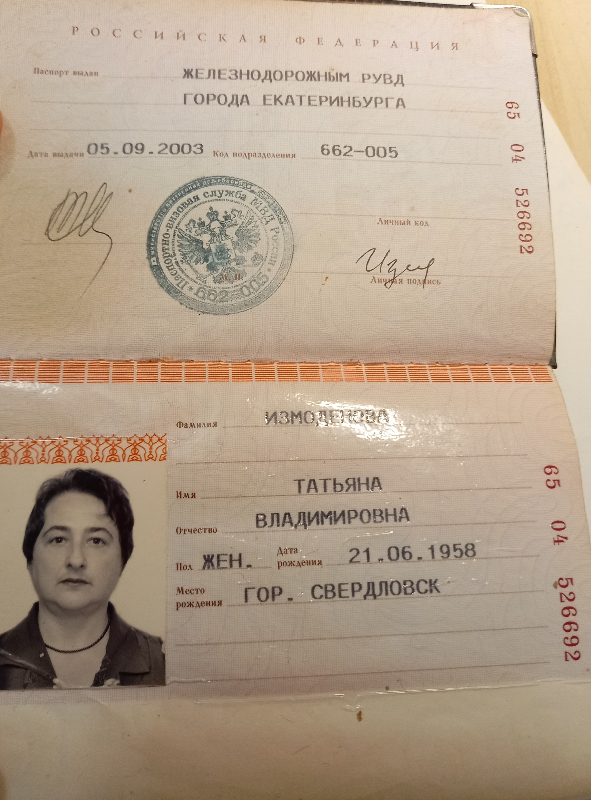 РОССИЙСКАЯ ФЕДЕРАЦИЯ
Паспорт выдан ЖЕЛЕЗНОДОРОЖНЫМ РУВД
ГОРОДА ЕКАТЕРИНБУРГА
Дата выдачи 05.09.2003 Код подразделения 662-005
65 04 526692
Паспортно-визовая служба МВД России
662-005
Личный код
Личная подпись
Фамилия ИЗМОДЕНОВА
Имя ТАТЬЯНА
Отчество ВЛАДИМИРОВНА
Пол ЖЕН. Дата рождения 21.06.1958
Место рождения ГОР. СВЕРДЛОВСК
65 04 526692